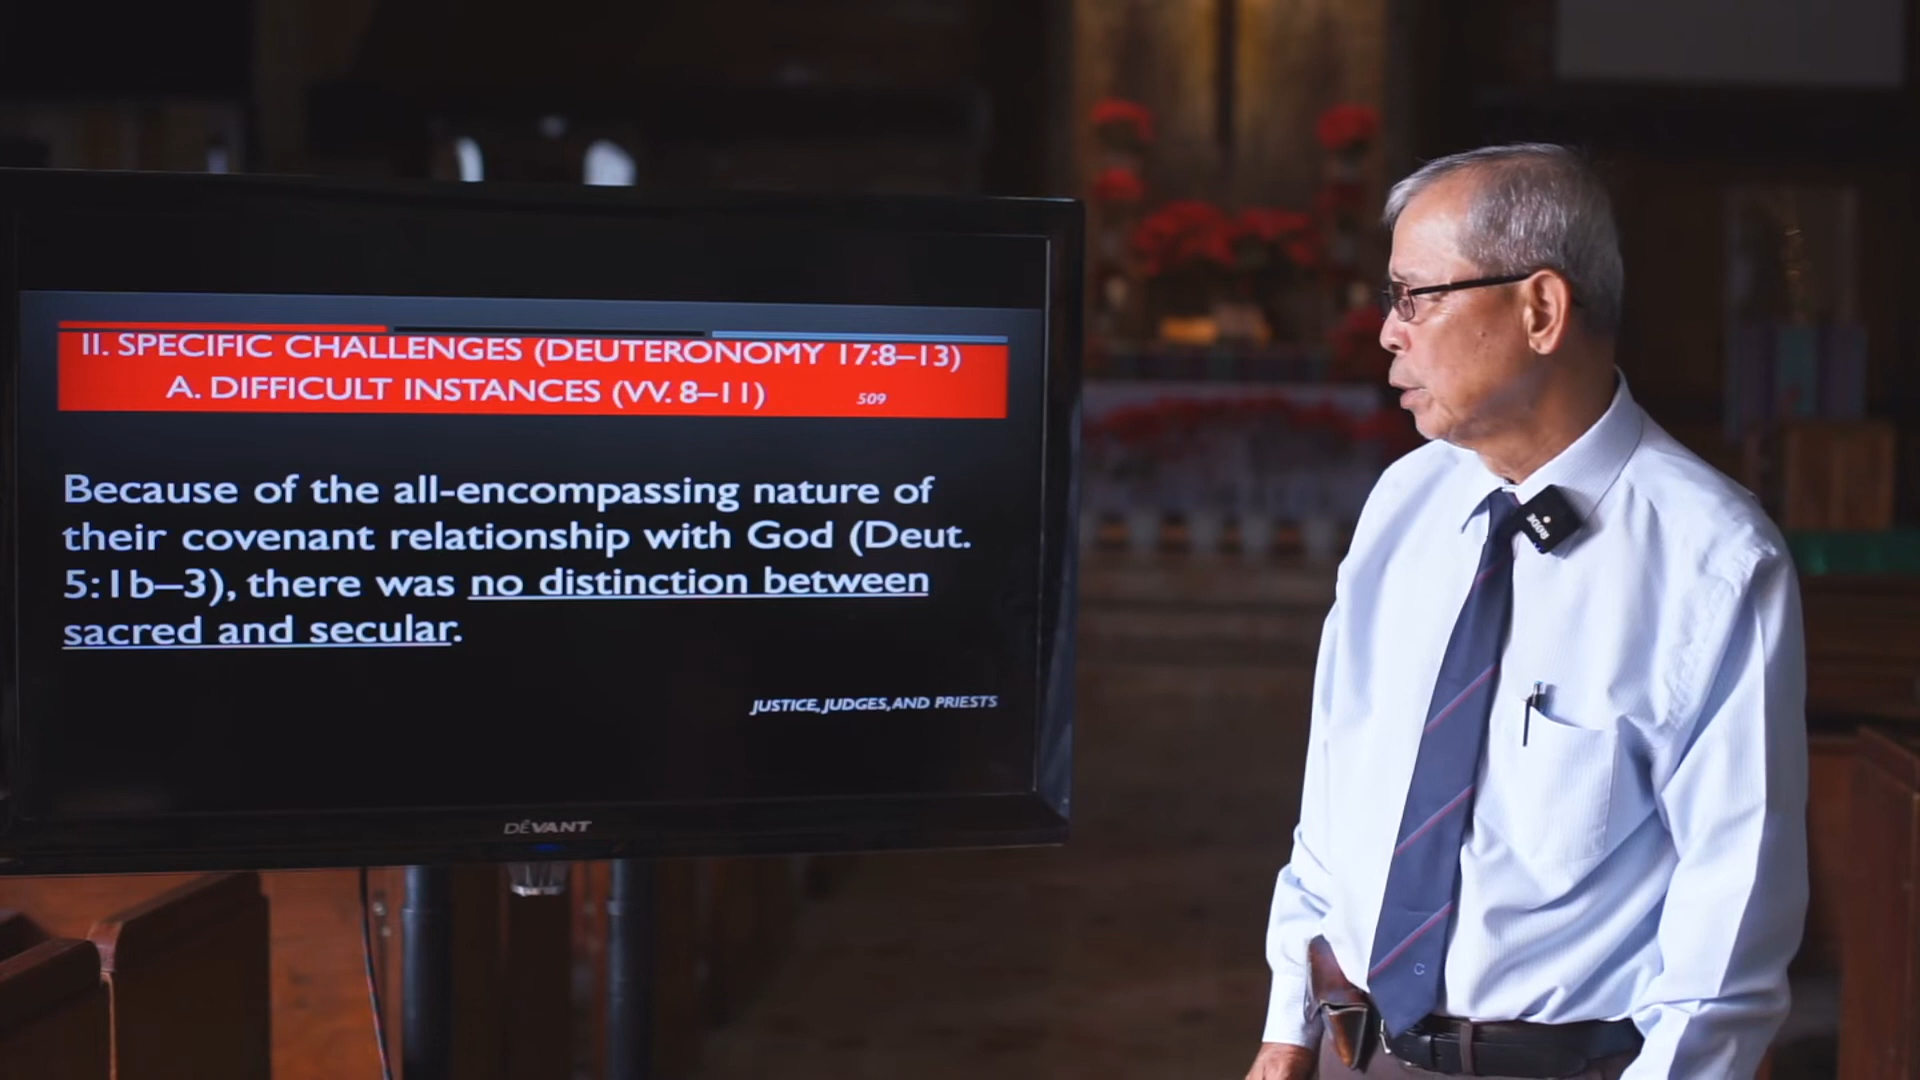 II. SPECIFIC CHALLENGES (DEUTERONOMY 17:8–13)
A. DIFFICULT INSTANCES (VV. 8–11) 509
Because of the all-encompassing nature of
their covenant relationship with God (Deut.
5:1b–3), there was no distinction between
sacred and secular.
JUSTICE, JUDGES, AND PRIESTS
DEVANT
RØDE
C